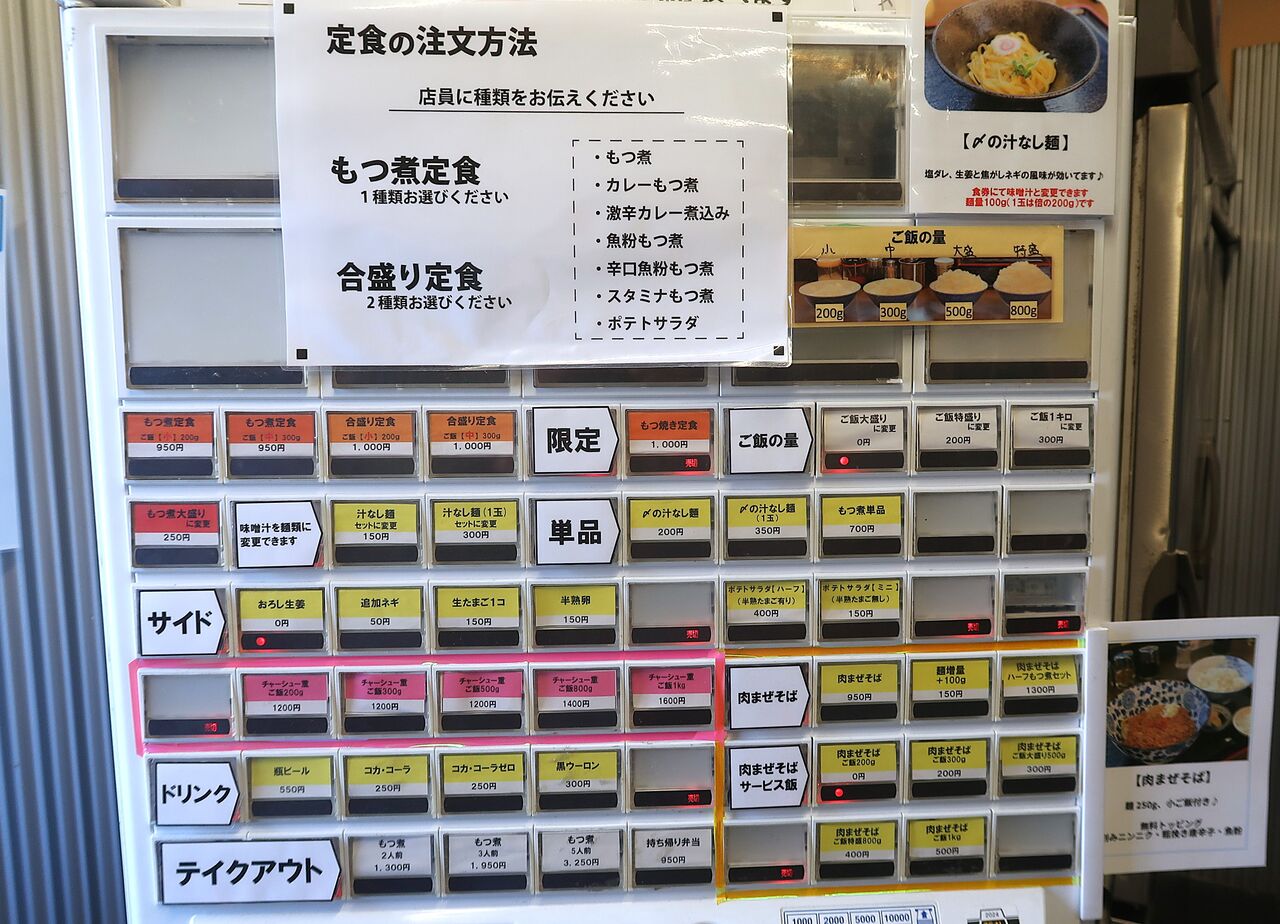 定食の注文方法
店員に種類をお伝えください
もつ煮定食
1種類お選びください
合盛り定食
2種類お選びください
・もつ煮
・カレーもつ煮
・激辛カレー煮込み
・魚粉もつ煮
・辛口魚粉もつ煮
・スタミナもつ煮
・ポテトサラダ
【〆の汁なし麺】
塩ダレ、生姜と焦がしネギの風味が効いてます♪
食券にて味噌汁と変更できます
麺量100g(1玉は倍の200g)です
ご飯の量
小 中 大盛 特盛
200g 300g 500g 800g
もつ煮定食
ご飯【小】200g
950円
もつ煮定食
ご飯【中】300g
950円
合盛り定食
ご飯【小】200g
1,000円
合盛り定食
ご飯【中】300g
1,000円
限定
もつ焼き定食
1,000円
売切
ご飯の量
ご飯大盛り
に変更
0円
ご飯特盛り
に変更
200円
ご飯1キロ
に変更
300円
もつ煮大盛り
に変更
250円
味噌汁を麺類に
変更できます
汁なし麺
セットに変更
150円
汁なし麺(1玉)
セットに変更
300円
単品
〆の汁なし麺
200円
〆の汁なし麺
(1玉)
350円
もつ煮単品
700円
サイド
おろし生姜
0円
追加ネギ
50円
生たまご1コ
150円
半熟卵
150円
売切
ポテトサラダ【ハーフ】
(半熟たまご有り)
400円
ポテトサラダ【ミニ】
(半熟たまご無し)
150円
売切
売切
売切
チャーシュー重
ご飯200g
1200円
チャーシュー重
ご飯300g
1200円
チャーシュー重
ご飯500g
1200円
チャーシュー重
ご飯800g
1400円
チャーシュー重
ご飯1kg
1600円
肉まぜそば
肉まぜそば
950円
麺増量
+100g
150円
肉まぜそば
ハーフもつ煮セット
1300円
ドリンク
瓶ビール
550円
コカ・コーラ
250円
コカ・コーラゼロ
250円
黒ウーロン
300円
売切
肉まぜそば
サービス飯
肉まぜそば
ご飯200g
0円
肉まぜそば
ご飯300g
200円
肉まぜそば
ご飯大盛り500g
300円
テイクアウト
もつ煮
2人前
1,300円
もつ煮
3人前
1,950円
もつ煮
5人前
3,250円
持ち帰り弁当
950円
売切
肉まぜそば
ご飯特盛800g
400円
肉まぜそば
ご飯1kg
500円
【肉まぜそば】
麺250g、小ご飯付き♪
無料トッピング
刻みニンニク・粗挽き唐辛子・魚粉
1000 2000 5000 10000